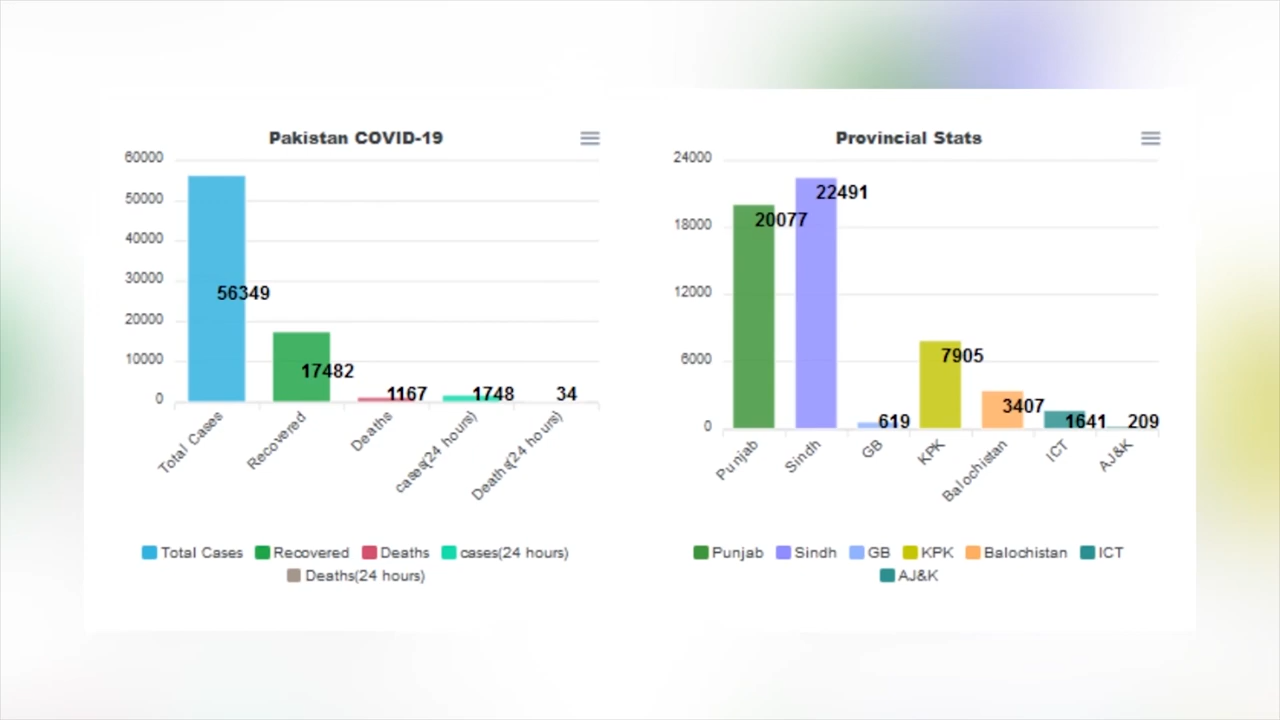 Pakistan COVID-19
60000
50000
40000
30000
20000
10000
0
56349
17482
1167
1748
34
Total Cases
Recovered
Deaths
cases(24 hours)
Deaths(24 hours)
Total Cases Recovered Deaths cases(24 hours)
Deaths(24 hours)
Provincial Stats
24000
18000
12000
6000
0
20077
22491
619
7905
3407
1641
209
Punjab
Sindh
GB
KPK
Balochistan
ICT
AJ&K
Punjab Sindh GB KPK Balochistan ICT
AJ&K